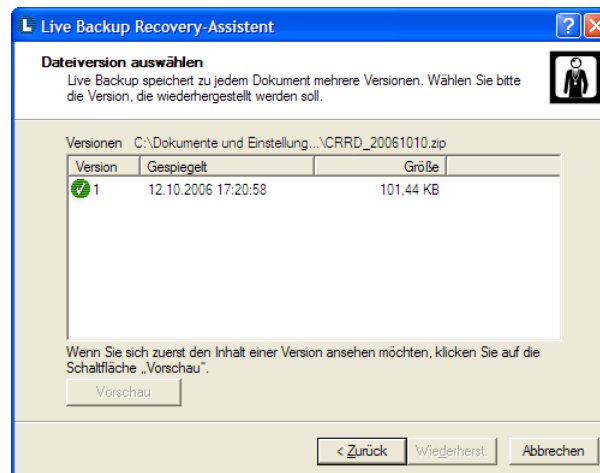 Live Backup Recovery-Assistent
Dateiversion auswählen
Live Backup speichert zu jedem Dokument mehrere Versionen. Wählen Sie bitte
die Version, die wiederhergestellt werden soll.
Versionen C:\Dokumente und Einstellung...\CRRD_20061010.zip
Version Gespiegelt Größe
1 12.10.2006 17:20:58 101,44 KB
Wenn Sie sich zuerst den Inhalt einer Version ansehen möchten, klicken Sie auf die
Schaltfläche „Vorschau“.
Vorschau
< Zurück Wiederherst. Abbrechen